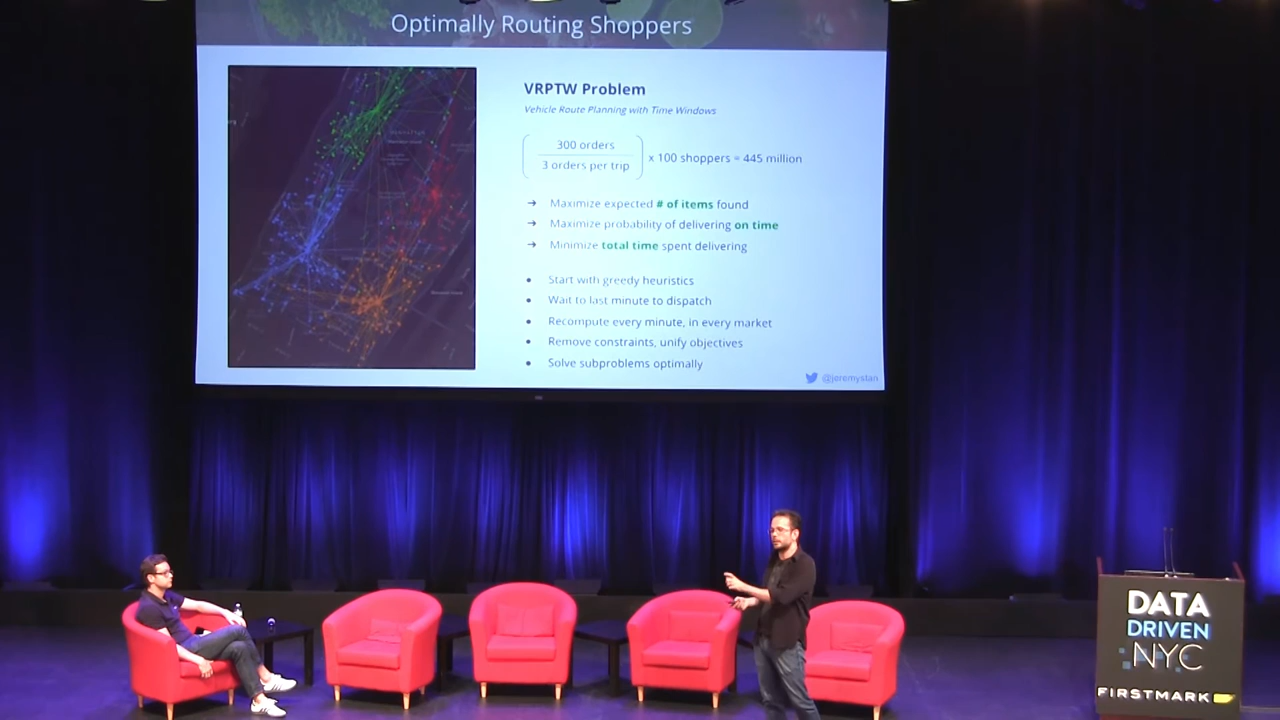 Optimally Routing Shoppers
VRPTW Problem
Vehicle Route Planning with Time Windows
300 orders
3 orders per trip
x 100 shoppers = 445 million
→ Maximize expected # of items found
→ Maximize probability of delivering on time
→ Minimize total time spent delivering
• Start with greedy heuristics
• Wait to last minute to dispatch
• Recompute every minute, in every market
• Remove constraints, unify objectives
• Solve subproblems optimally
@jeremystan
DATA
DRIVEN
NYC
FIRSTMARK